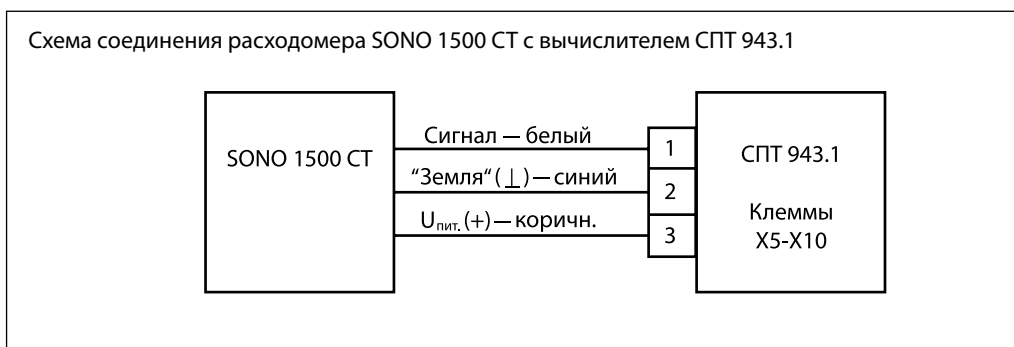 Схема соединения расходомера SONO 1500 CT с вычислителем СПТ 943.1
SONO 1500 CT
Сигнал — белый
“Земля“ (⊥) — синий
Uпит. (+) — коричн.
1
2
3
СПТ 943.1
Клеммы
X5-X10